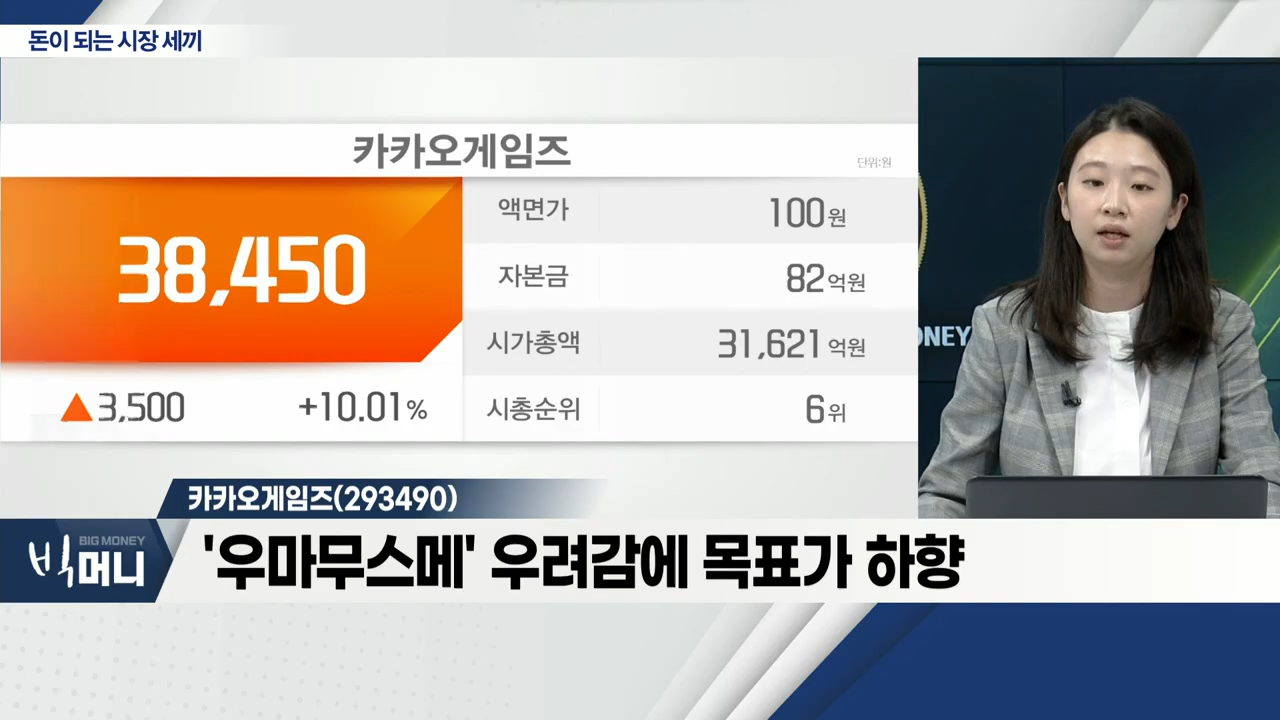 돈이 되는 시장 세끼
카카오게임즈
단위:원
38,450
▲3,500 +10.01%
액면가 100원
자본금 82억원
시가총액 31,621억원
시총순위 6위
ONEY
카카오게임즈(293490)
BIG MONEY
빅머니
'우마무스메' 우려감에 목표가 하향